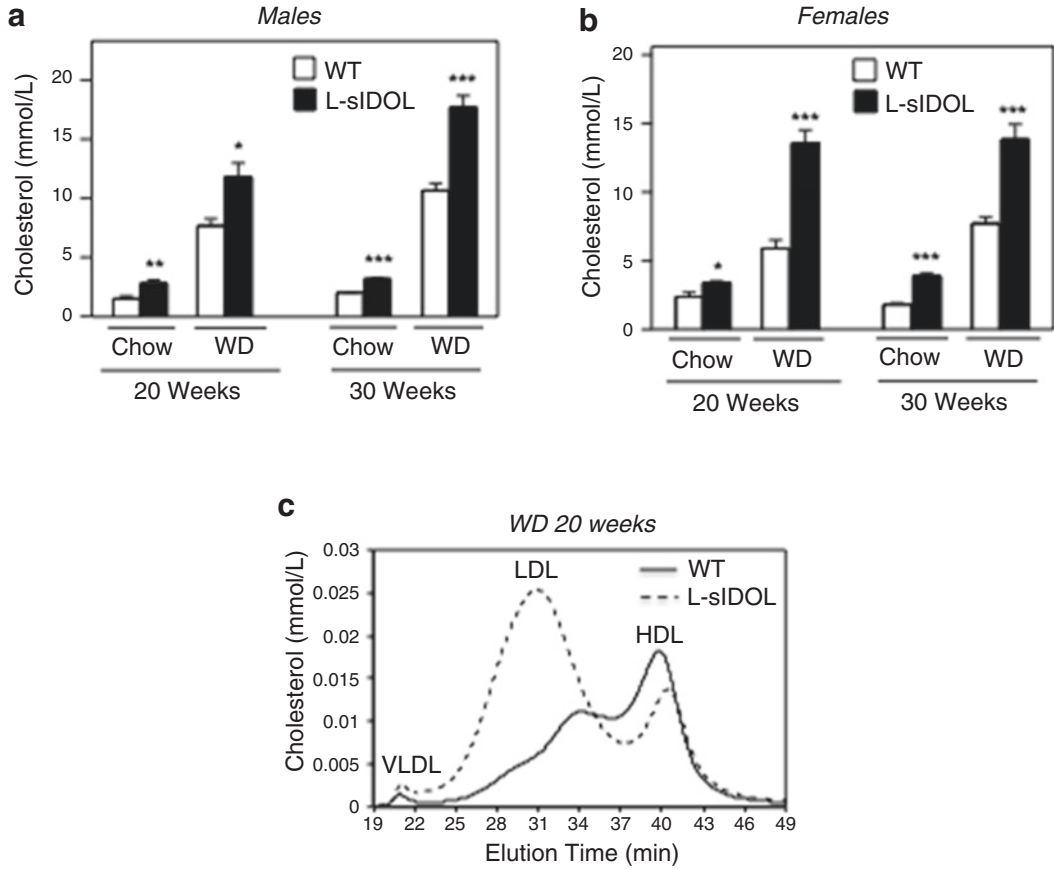 a
Males
Cholesterol (mmol/L)
20
15
10
5
0
WT
L-sIDOL
**
*
***
***
Chow
WD
Chow
WD
20 Weeks
30 Weeks
b
Females
Cholesterol (mmol/L)
20
15
10
5
0
WT
L-sIDOL
*
***
***
***
Chow
WD
Chow
WD
20 Weeks
30 Weeks
c
WD 20 weeks
Cholesterol (mmol/L)
0.03
0.025
0.02
0.015
0.01
0.005
0
VLDL
LDL
HDL
WT
L-sIDOL
19 22 25 28 31 34 37 40 43 46 49
Elution Time (min)